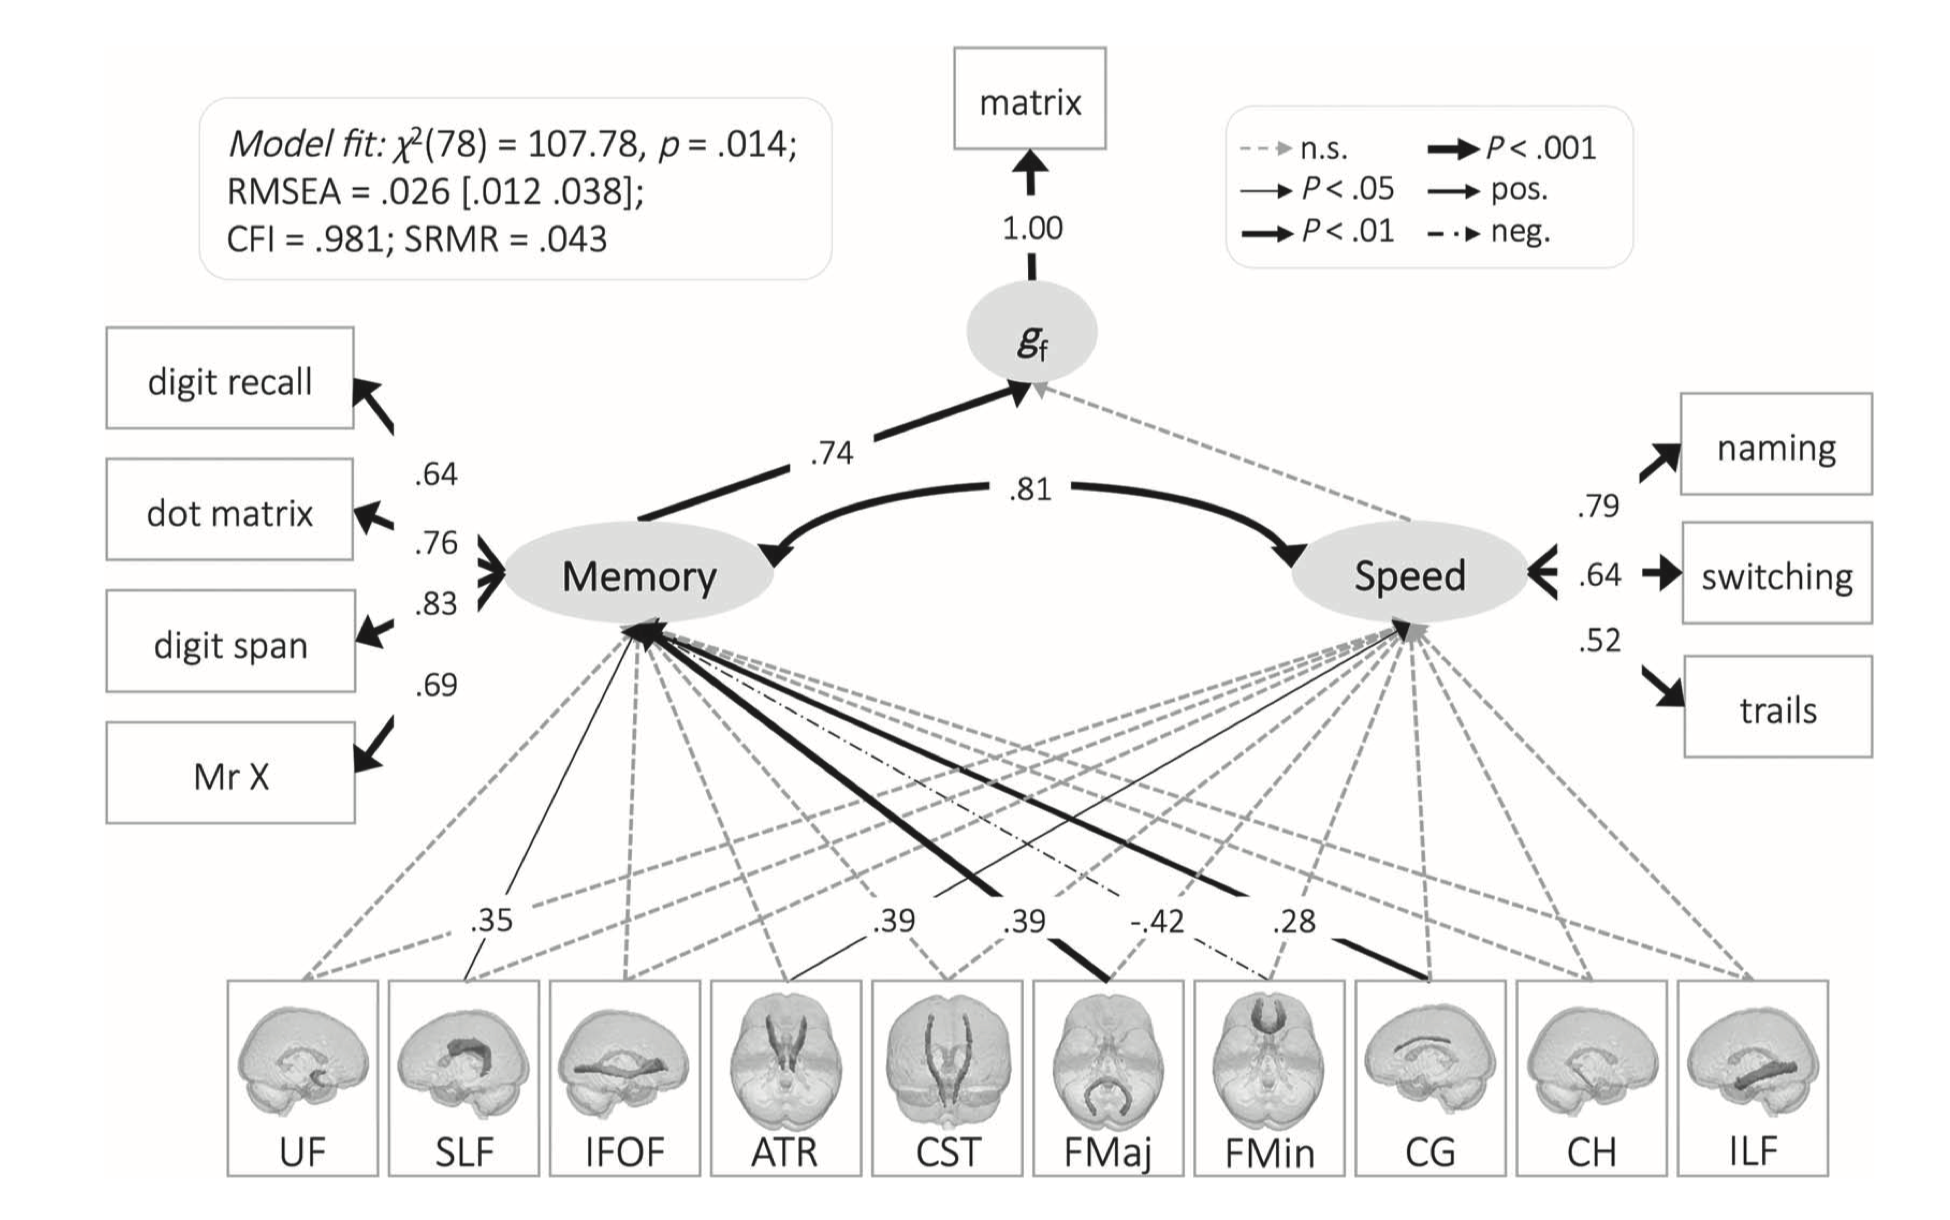 matrix
Model fit: χ²(78) = 107.78, p = .014;
RMSEA = .026 [.012 .038];
CFI = .981; SRMR = .043
n.s.
P < .001
P < .05
pos.
P < .01
neg.
1.00
gf
digit recall
dot matrix
digit span
Mr X
.64
.76
.83
.69
.74
.81
Memory
Speed
.79
.64
.52
naming
switching
trails
.35
.39
.39
-.42
.28
UF
SLF
IFOF
ATR
CST
FMaj
FMin
CG
CH
ILF